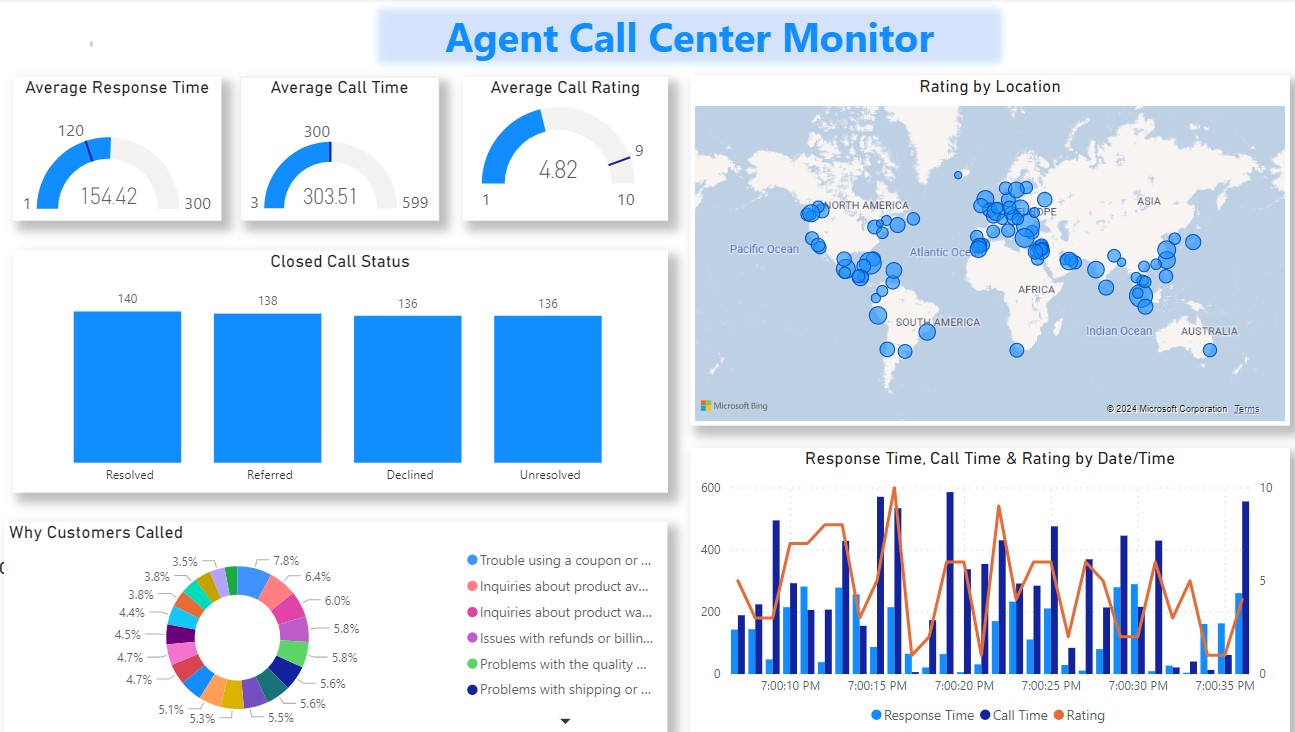 Agent Call Center Monitor
Average Response Time
120
154.42
1
300
Average Call Time
300
303.51
3
599
Average Call Rating
9
4.82
1
10
Rating by Location
NORTH AMERICA
EUROPE
ASIA
Pacific Ocean
Atlantic Oce
AFRICA
SOUTH AMERICA
Indian Ocean
AUSTRALIA
Microsoft Bing
© 2024 Microsoft Corporation Terms
Closed Call Status
140
138
136
136
Resolved
Referred
Declined
Unresolved
Why Customers Called
3.5%
7.8%
3.8%
6.4%
3.8%
6.0%
4.4%
5.8%
4.5%
5.8%
4.7%
5.6%
4.7%
5.6%
5.1%
5.3%
5.5%
Trouble using a coupon or ...
Inquiries about product av...
Inquiries about product wa...
Issues with refunds or billin...
Problems with the quality ...
Problems with shipping or ...
Response Time, Call Time & Rating by Date/Time
600
10
400
5
200
0
0
7:00:10 PM
7:00:15 PM
7:00:20 PM
7:00:25 PM
7:00:30 PM
7:00:35 PM
Response Time
Call Time
Rating